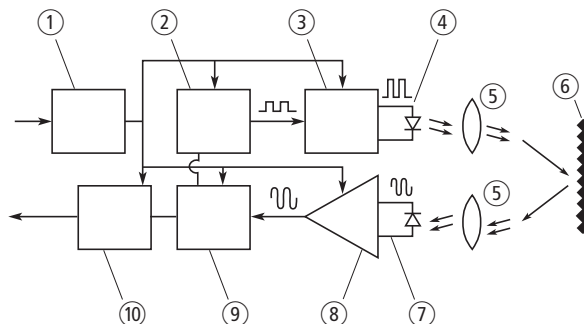 ① ② ③ ④
⑤ ⑥
⑤
⑩ ⑨ ⑧ ⑦